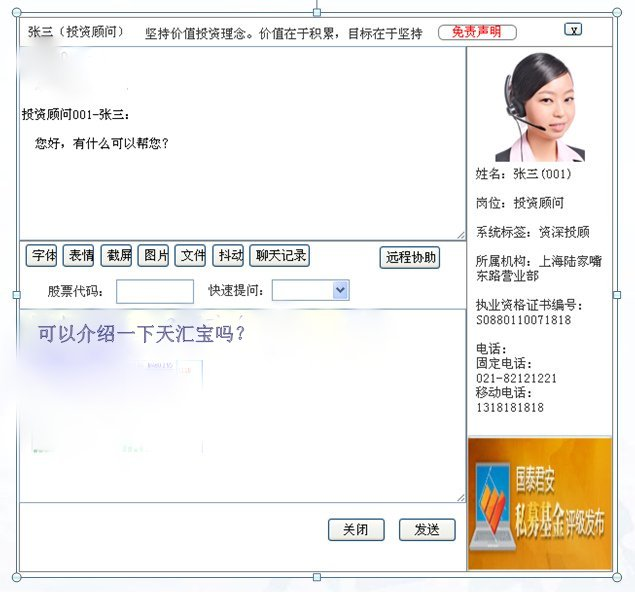 张三（投资顾问）
坚持价值投资理念。价值在于积累，目标在于坚持
免责声明
x
投资顾问001-张三：
您好，有什么可以帮您？
字体 表情 截屏 图片 文件 抖动 聊天记录 远程协助
股票代码： 快速提问：
可以介绍一下天汇宝吗？
关闭 发送
姓名：张三(001)
岗位：投资顾问
系统标签：资深投顾
所属机构：上海陆家嘴
东路营业部
执业资格证书编号：
S0880110071818
电话：
固定电话：
021-82121221
移动电话：
1318181818
国泰君安
私募基金评级发布